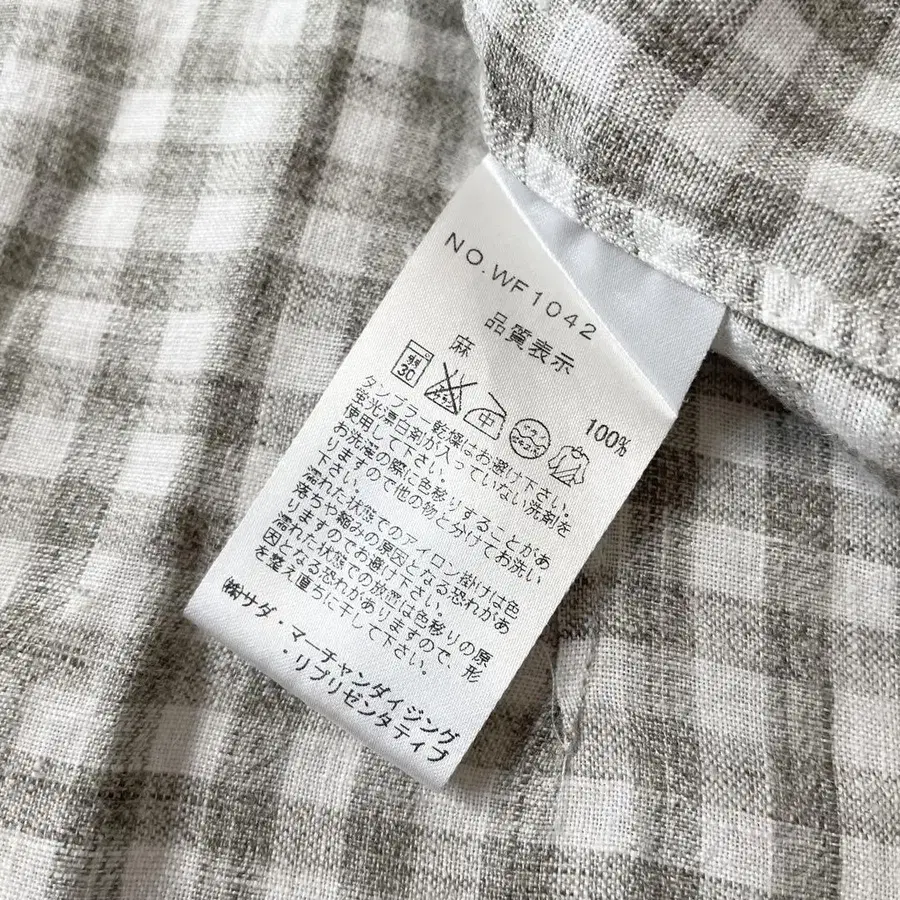 NO.WF1042
品質表示
麻 100%
弱 30
中
タンブラー乾燥はお避け下さい。
蛍光漂白剤が入っていない洗剤を
使用して下さい。
お洗濯の際に色移りすることがあ
りますので他の物と分けてお洗い
下さい。
濡れた状態でのアイロン掛けは色
落ちや縮みの原因となる恐れがあ
りますのでお避け下さい。
濡れた状態での放置は色移りの原
因となる恐れがありますので、形
を整え直ちに干して下さい。
㈱サダ・マーチャンダイジング
・リプリゼンタティブ